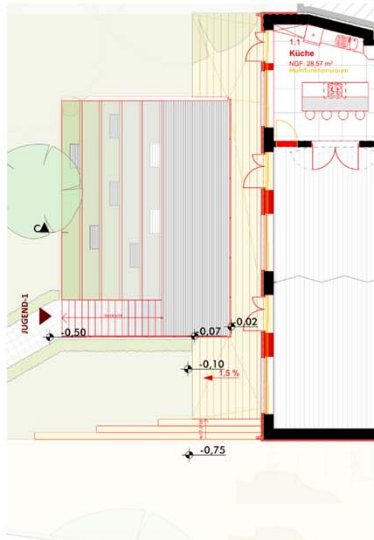 1.1
Küche
NGF: 28,57 m²
Multifunktionsraum
C
JUGEND-1
-0,50
-0,07
-0,02
-0,10
1,5 %
-0,75